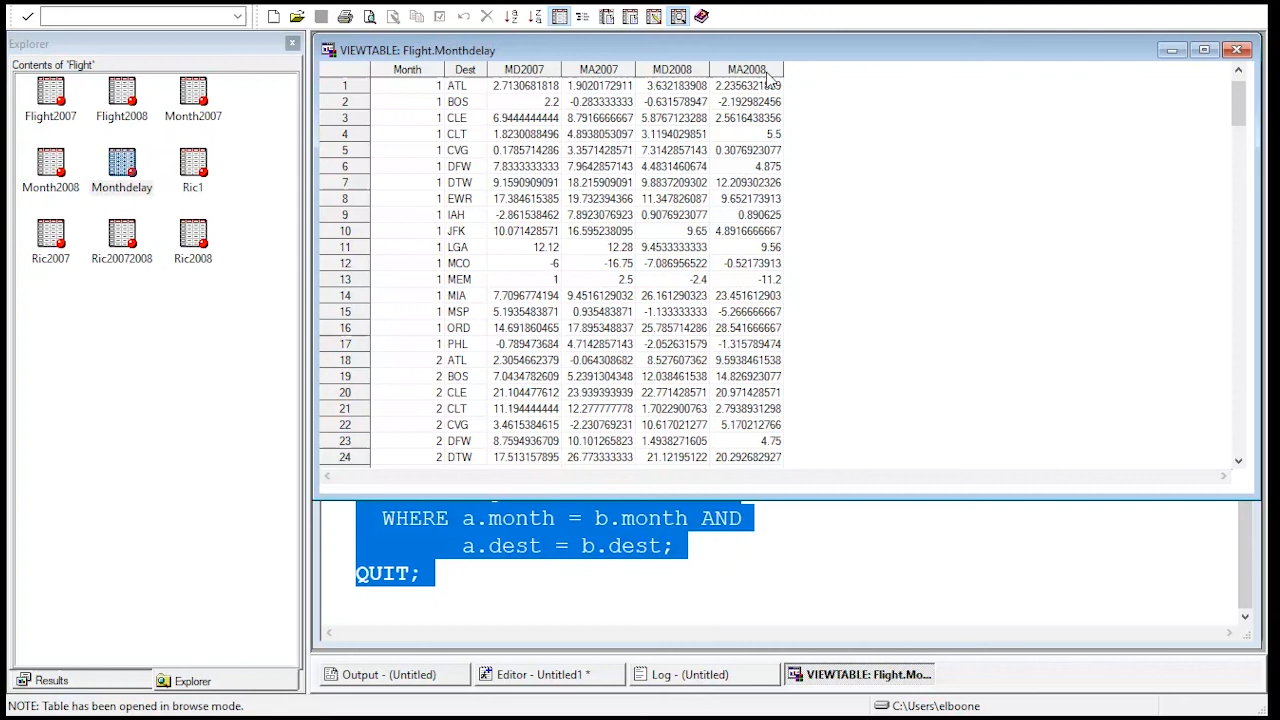 Explorer
Contents of 'Flight'
Flight2007 Flight2008 Month2007
Month2008 Monthdelay Ric1
Ric2007 Ric20072008 Ric2008
VIEWTABLE: Flight.Monthdelay
Month Dest MD2007 MA2007 MD2008 MA2008
1 1 ATL 2.7130681818 1.9020172911 3.632183908
2 1 BOS 2.2 -0.283333333 -0.631578947 -2.192982456
3 1 CLE 6.9444444444 8.7916666667 5.8767123288 2.5616438356
4 1 CLT 1.8230088496 4.8938053097 3.1194029851 5.5
5 1 CVG 0.1785714286 3.3571428571 7.3142857143 0.3076923077
6 1 DFW 7.8333333333 7.9642857143 4.4831460674 4.875
7 1 DTW 9.1590909091 18.215909091 9.8837209302 12.209302326
8 1 EWR 17.384615385 19.732394366 11.347826087 9.652173913
9 1 IAH -2.861538462 7.8923076923 0.9076923077 0.890625
10 1 JFK 10.071428571 16.595238095 9.65 4.8916666667
11 1 LGA 12.12 12.28 9.4533333333 9.56
12 1 MCO -6 -16.75 -7.086956522 -0.52173913
13 1 MEM 1 2.5 -2.4 -11.2
14 1 MIA 7.7096774194 9.4516129032 26.161290323 23.451612903
15 1 MSP 5.1935483871 0.935483871 -1.133333333 -5.266666667
16 1 ORD 14.691860465 17.895348837 25.785714286 28.541666667
17 1 PHL -0.789473684 4.7142857143 -2.052631579 -1.315789474
18 2 ATL 2.3054662379 -0.064308682 8.527607362 9.5938461538
19 2 BOS 7.0434782609 5.2391304348 12.038461538 14.826923077
20 2 CLE 21.104477612 23.939393939 22.771428571 20.971428571
21 2 CLT 11.194444444 12.277777778 1.7022900763 2.7938931298
22 2 CVG 3.4615384615 -2.230769231 10.617021277 5.170212766
23 2 DFW 8.7594936709 10.101265823 1.4938271605 4.75
24 2 DTW 17.513157895 26.773333333 21.12195122 20.292682927
WHERE a.month = b.month AND
a.dest = b.dest;
QUIT;
Results Explorer Output - (Untitled) Editor - Untitled1 * Log - (Untitled) VIEWTABLE: Flight.Mo...
NOTE: Table has been opened in browse mode. C:\Users\elboone